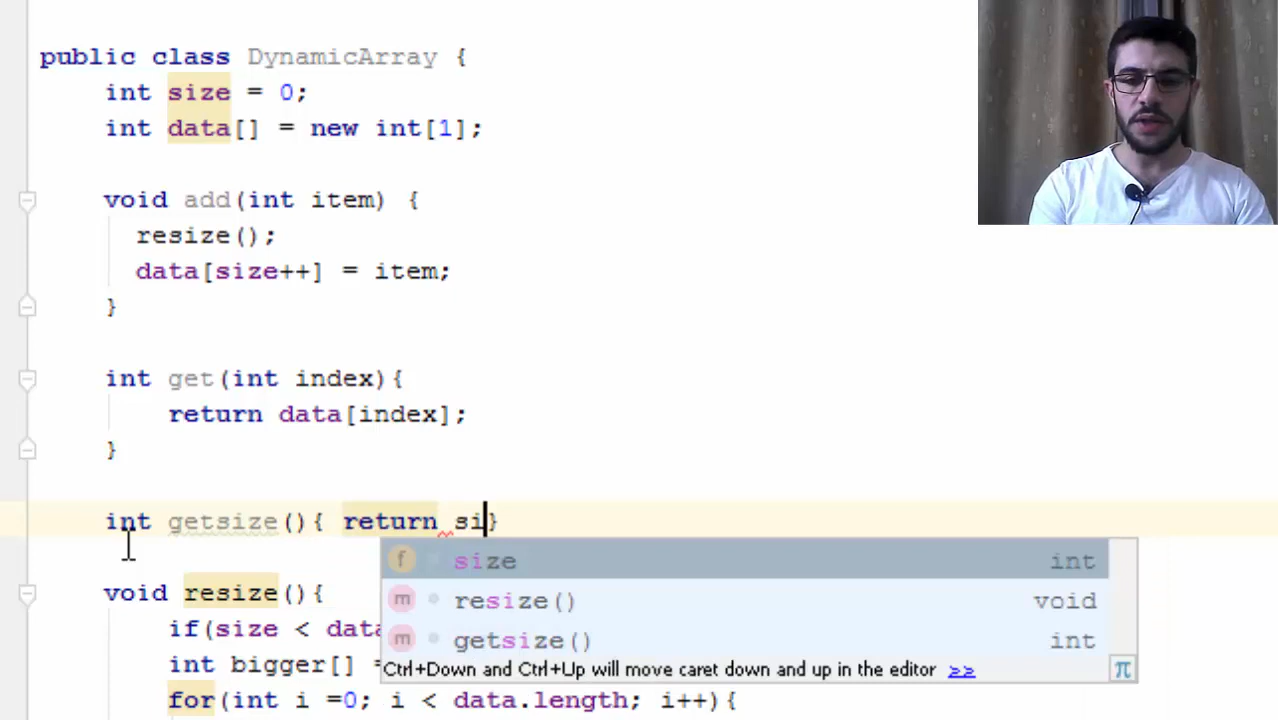 public class DynamicArray {
int size = 0;
int data[] = new int[1];
void add(int item) {
resize();
data[size++] = item;
}
int get(int index){
return data[index];
}
int getsize(){ return si}
f size int
m resize() void
m getsize() int
Ctrl+Down and Ctrl+Up will move caret down and up in the editor >> π
void resize(){
if(size < data
int bigger[] =
for(int i =0; i < data.length; i++){